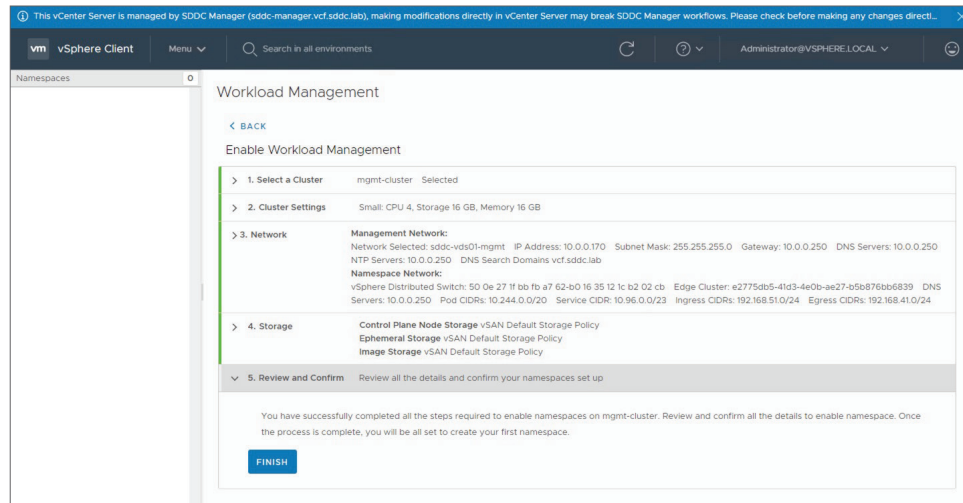 This vCenter Server is managed by SDDC Manager (sddc-manager.vcf.sddc.lab), making modifications directly in vCenter Server may break SDDC Manager workflows. Please check before making any changes directl...
vm vSphere Client Menu Search in all environments Administrator@VSPHERE.LOCAL
Namespaces 0
Workload Management
BACK
Enable Workload Management
1. Select a Cluster mgmt-cluster Selected
2. Cluster Settings Small: CPU 4, Storage 16 GB, Memory 16 GB
3. Network Management Network:
Network Selected: sddc-vds01-mgmt IP Address: 10.0.0.170 Subnet Mask: 255.255.255.0 Gateway: 10.0.0.250 DNS Servers: 10.0.0.250
NTP Servers: 10.0.0.250 DNS Search Domains vcf.sddc.lab
Namespace Network:
vSphere Distributed Switch: 50 0e 27 1f bb fb a7 62-b0 16 35 12 1c b2 02 cb Edge Cluster: e2775db5-41d3-4e0b-ae27-b5b876bb6839 DNS
Servers: 10.0.0.250 Pod CIDRs: 10.244.0.0/20 Service CIDR: 10.96.0.0/23 Ingress CIDRs: 192.168.51.0/24 Egress CIDRs: 192.168.41.0/24
4. Storage Control Plane Node Storage vSAN Default Storage Policy
Ephemeral Storage vSAN Default Storage Policy
Image Storage vSAN Default Storage Policy
5. Review and Confirm Review all the details and confirm your namespaces set up
You have successfully completed all the steps required to enable namespaces on mgmt-cluster. Review and confirm all the details to enable namespace. Once
the process is complete, you will be all set to create your first namespace.
FINISH